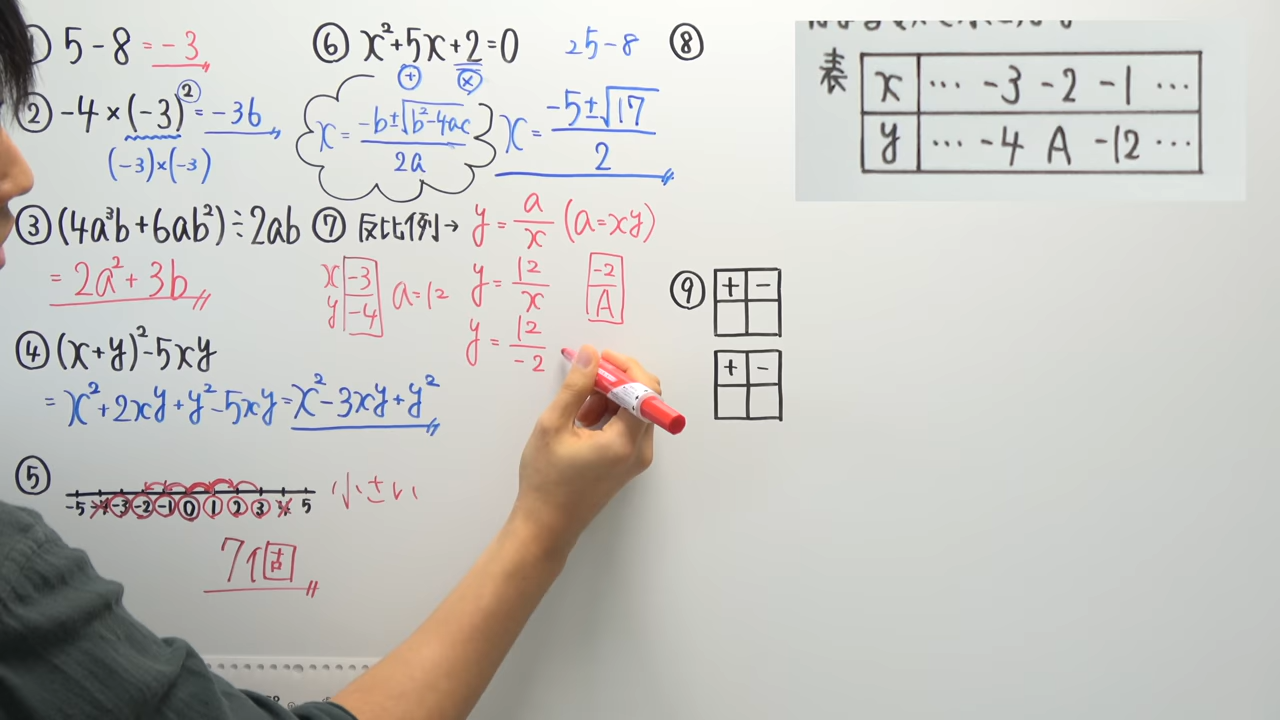 ① 5-8 = -3
② -4×(-3)² = -36
(-3)×(-3)
③ (4a³b+6ab²)÷2ab
= 2a²+3b
④ (x+y)²-5xy
= x²+2xy+y²-5xy = x²-3xy+y²
⑤
-5 -4 -3 -2 -1 0 1 2 3 4 5 小さい
7個
⑥ x²+5x+2=0 25-8
+ ×
x = (-b±√(b²-4ac))/2a x = (-5±√17)/2
⑦ 反比例→ y = a/x (a=xy)
x -3
y -4
a=12
y = 12/x
-2
A
y = 12/-2
⑧
表
x … -3 -2 -1 …
y … -4 A -12 …
⑨
+ -
+ -